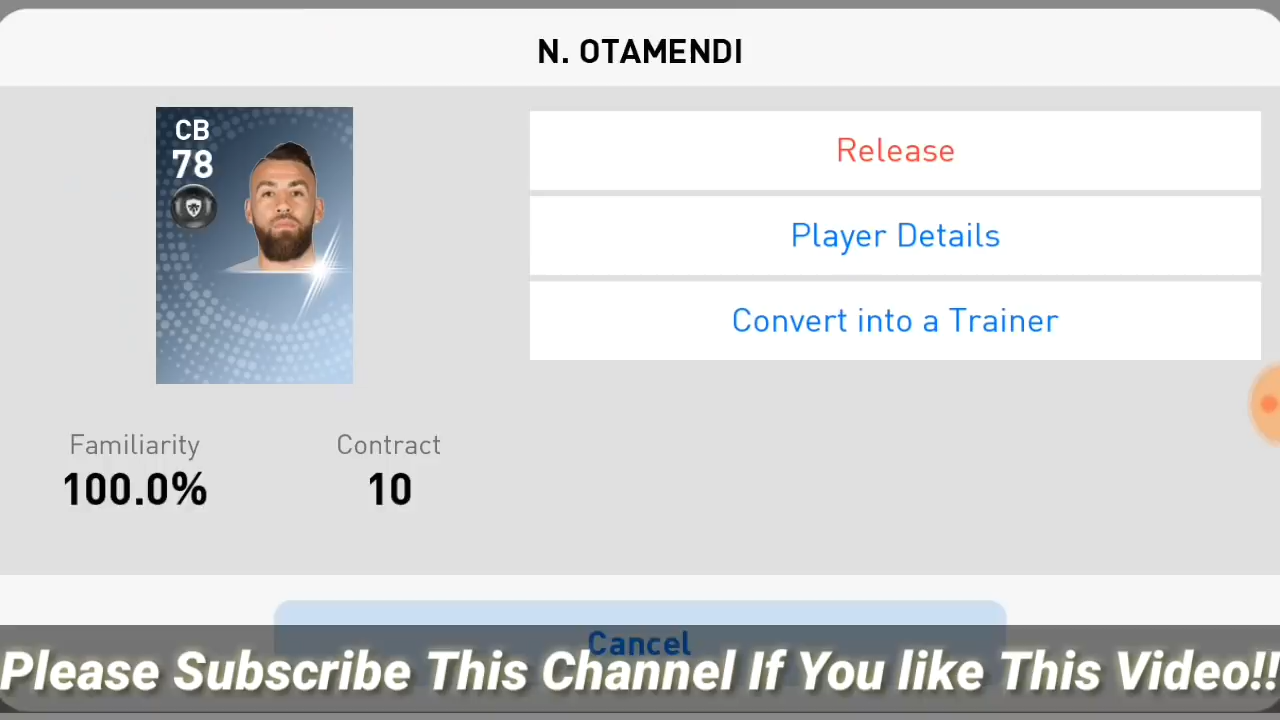 N. OTAMENDI
CB
78
Release
Player Details
Convert into a Trainer
Familiarity
100.0%
Contract
10
Cancel
Please Subscribe This Channel If You like This Video!!